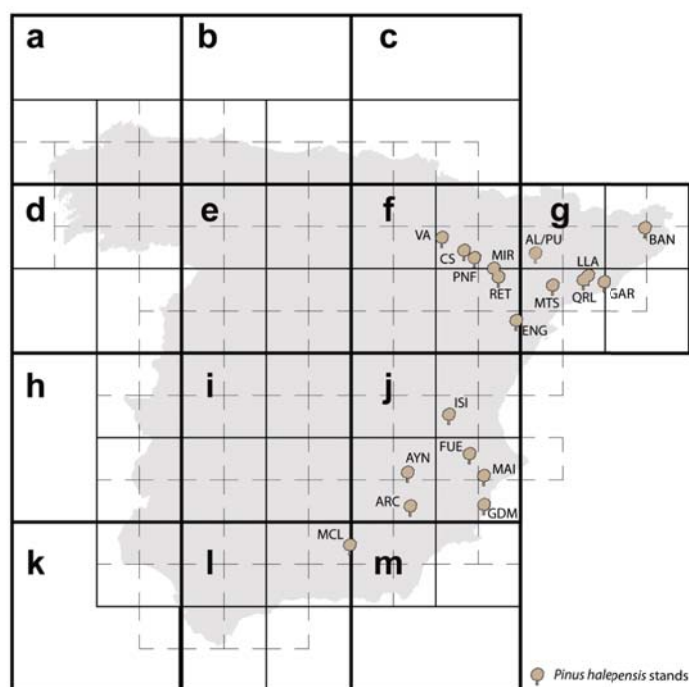 a
b
c
d
e
f
g
VA
CS
PNF
MIR
RET
AL/PU
LLA
BAN
MTS
QRL
GAR
ENG
h
i
j
ISI
FUE
AYN
MAI
ARC
GDM
MCL
k
l
m
Pinus halepensis stands